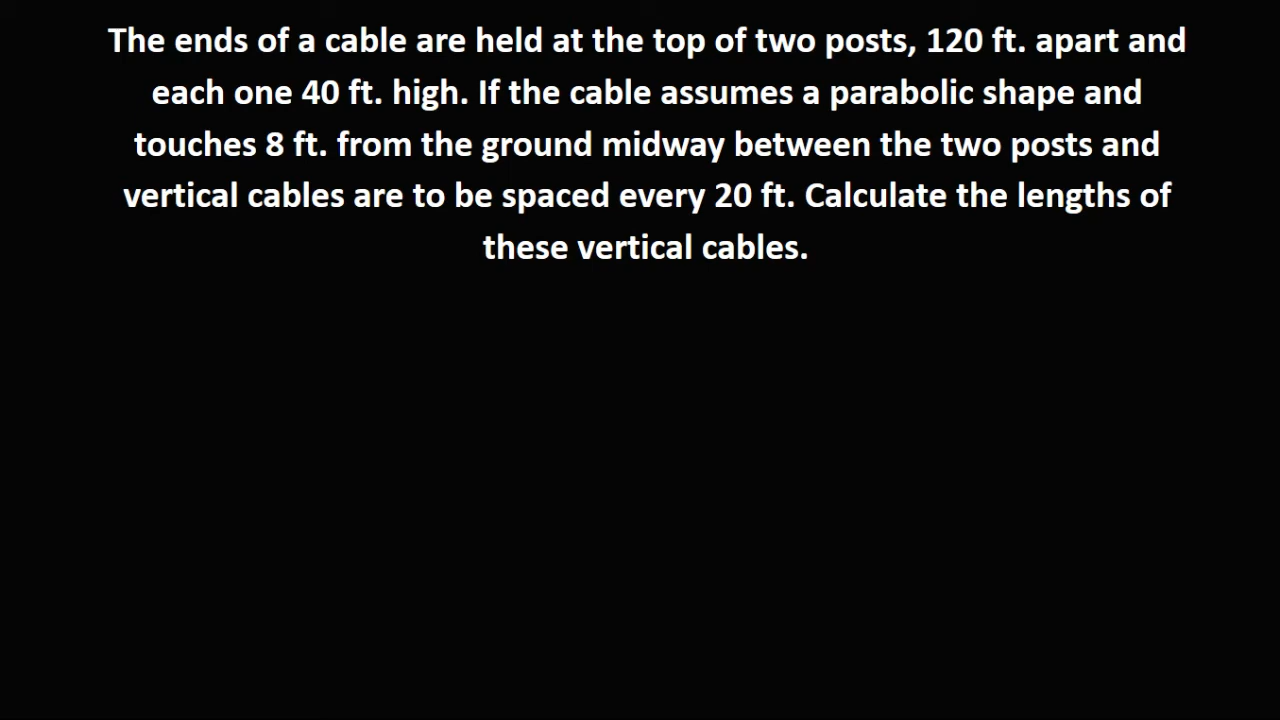 The ends of a cable are held at the top of two posts, 120 ft. apart and
each one 40 ft. high. If the cable assumes a parabolic shape and
touches 8 ft. from the ground midway between the two posts and
vertical cables are to be spaced every 20 ft. Calculate the lengths of
these vertical cables.